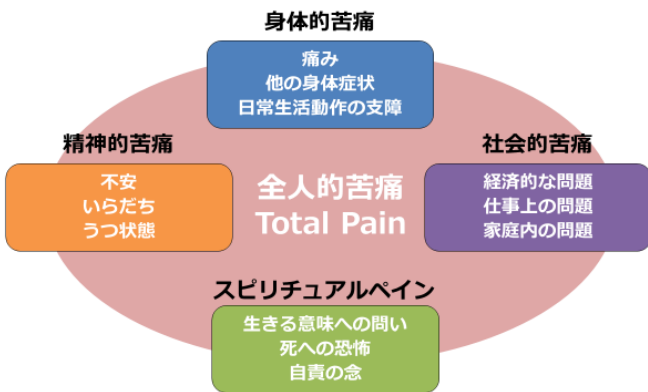 身体的苦痛
痛み
他の身体症状
日常生活動作の支障
精神的苦痛
不安
いらだち
うつ状態
全人的苦痛
Total Pain
社会的苦痛
経済的な問題
仕事上の問題
家庭内の問題
スピリチュアルペイン
生きる意味への問い
死への恐怖
自責の念